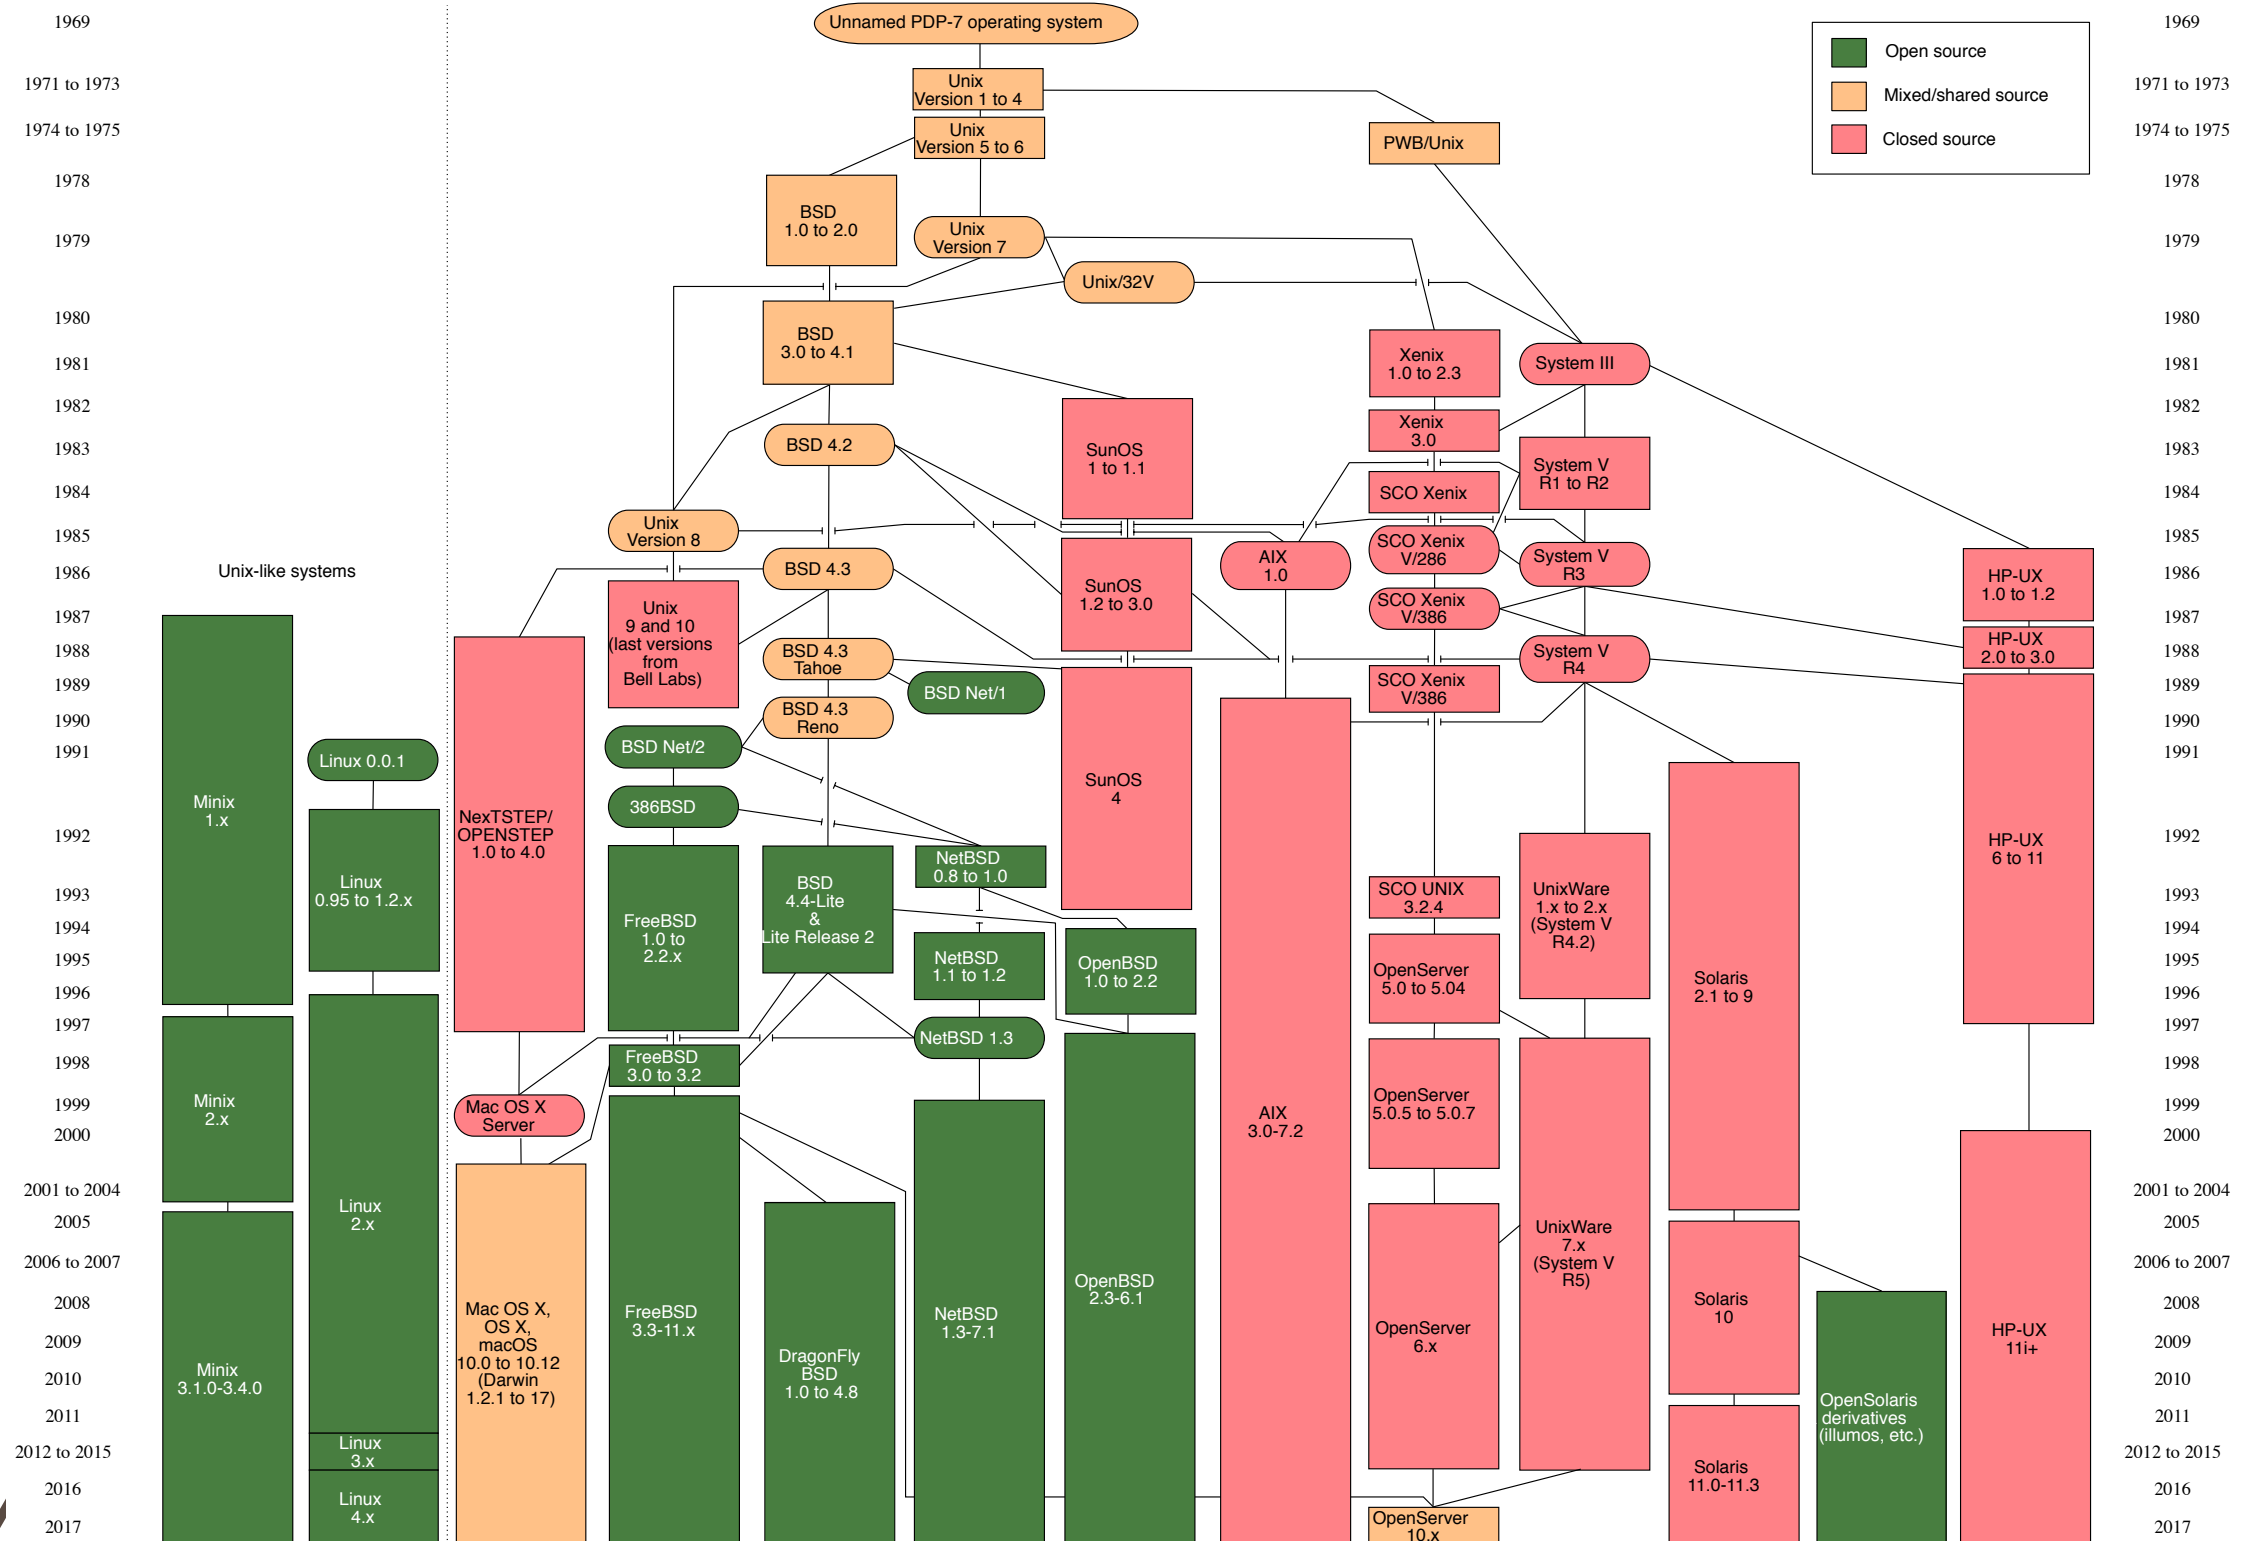 1969
1971 to 1973
1974 to 1975
1978
1979
1980
1981
1982
1983
1984
1985
1986
1987
1988
1989
1990
1991
1992
1993
1994
1995
1996
1997
1998
1999
2000
2001 to 2004
2005
2006 to 2007
2008
2009
2010
2011
2012 to 2015
2016
2017
Unix-like systems
Minix
1.x
Minix
2.x
Minix
3.1.0-3.4.0
Linux 0.0.1
Linux
0.95 to 1.2.x
Linux
2.x
Linux
3.x
Linux
4.x
NexTSTEP/
OPENSTEP
1.0 to 4.0
Mac OS X
Server
Mac OS X,
OS X,
macOS
10.0 to 10.12
(Darwin
1.2.1 to 17)
Unnamed PDP-7 operating system
Unix
Version 1 to 4
Unix
Version 5 to 6
PWB/Unix
BSD
1.0 to 2.0
Unix
Version 7
Unix/32V
BSD
3.0 to 4.1
BSD 4.2
Unix
Version 8
BSD 4.3
Unix
9 and 10
(last versions
from
Bell Labs)
BSD 4.3
Tahoe
BSD Net/1
BSD 4.3
Reno
BSD Net/2
386BSD
FreeBSD
1.0 to
2.2.x
FreeBSD
3.0 to 3.2
FreeBSD
3.3-11.x
BSD
4.4-Lite
&
Lite Release 2
DragonFly
BSD
1.0 to 4.8
NetBSD
0.8 to 1.0
NetBSD
1.1 to 1.2
NetBSD 1.3
NetBSD
1.3-7.1
SunOS
1 to 1.1
SunOS
1.2 to 3.0
SunOS
4
OpenBSD
1.0 to 2.2
OpenBSD
2.3-6.1
AIX
1.0
AIX
3.0-7.2
Xenix
1.0 to 2.3
Xenix
3.0
SCO Xenix
SCO Xenix
V/286
SCO Xenix
V/386
SCO Xenix
V/386
SCO UNIX
3.2.4
OpenServer
5.0 to 5.04
OpenServer
5.0.5 to 5.0.7
OpenServer
6.x
OpenServer
10.x
System III
System V
R1 to R2
System V
R3
System V
R4
UnixWare
1.x to 2.x
(System V
R4.2)
UnixWare
7.x
(System V
R5)
Solaris
2.1 to 9
Solaris
10
Solaris
11.0-11.3
OpenSolaris
derivatives
(illumos, etc.)
HP-UX
1.0 to 1.2
HP-UX
2.0 to 3.0
HP-UX
6 to 11
HP-UX
11i+
Open source
Mixed/shared source
Closed source
1969
1971 to 1973
1974 to 1975
1978
1979
1980
1981
1982
1983
1984
1985
1986
1987
1988
1989
1990
1991
1992
1993
1994
1995
1996
1997
1998
1999
2000
2001 to 2004
2005
2006 to 2007
2008
2009
2010
2011
2012 to 2015
2016
2017